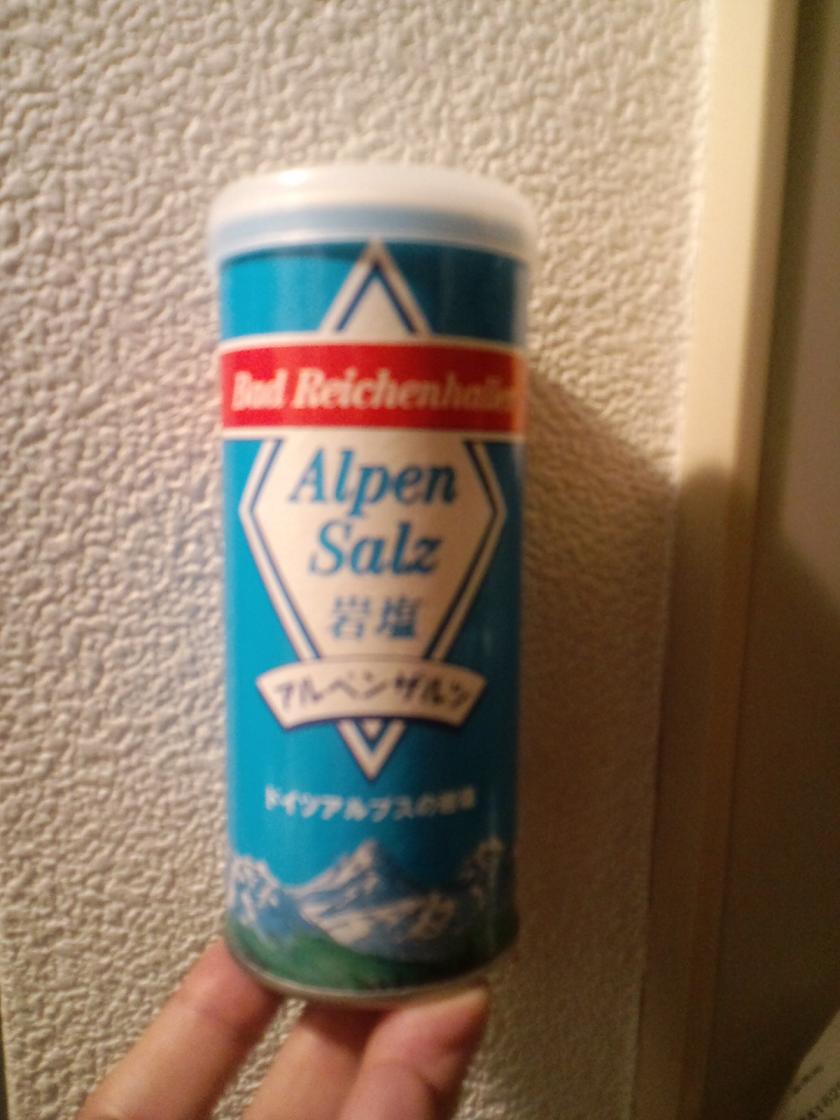 Bad Reichenhaller
Alpen
Salz
岩塩
アルペンザルツ
ドイツアルプスの岩塩